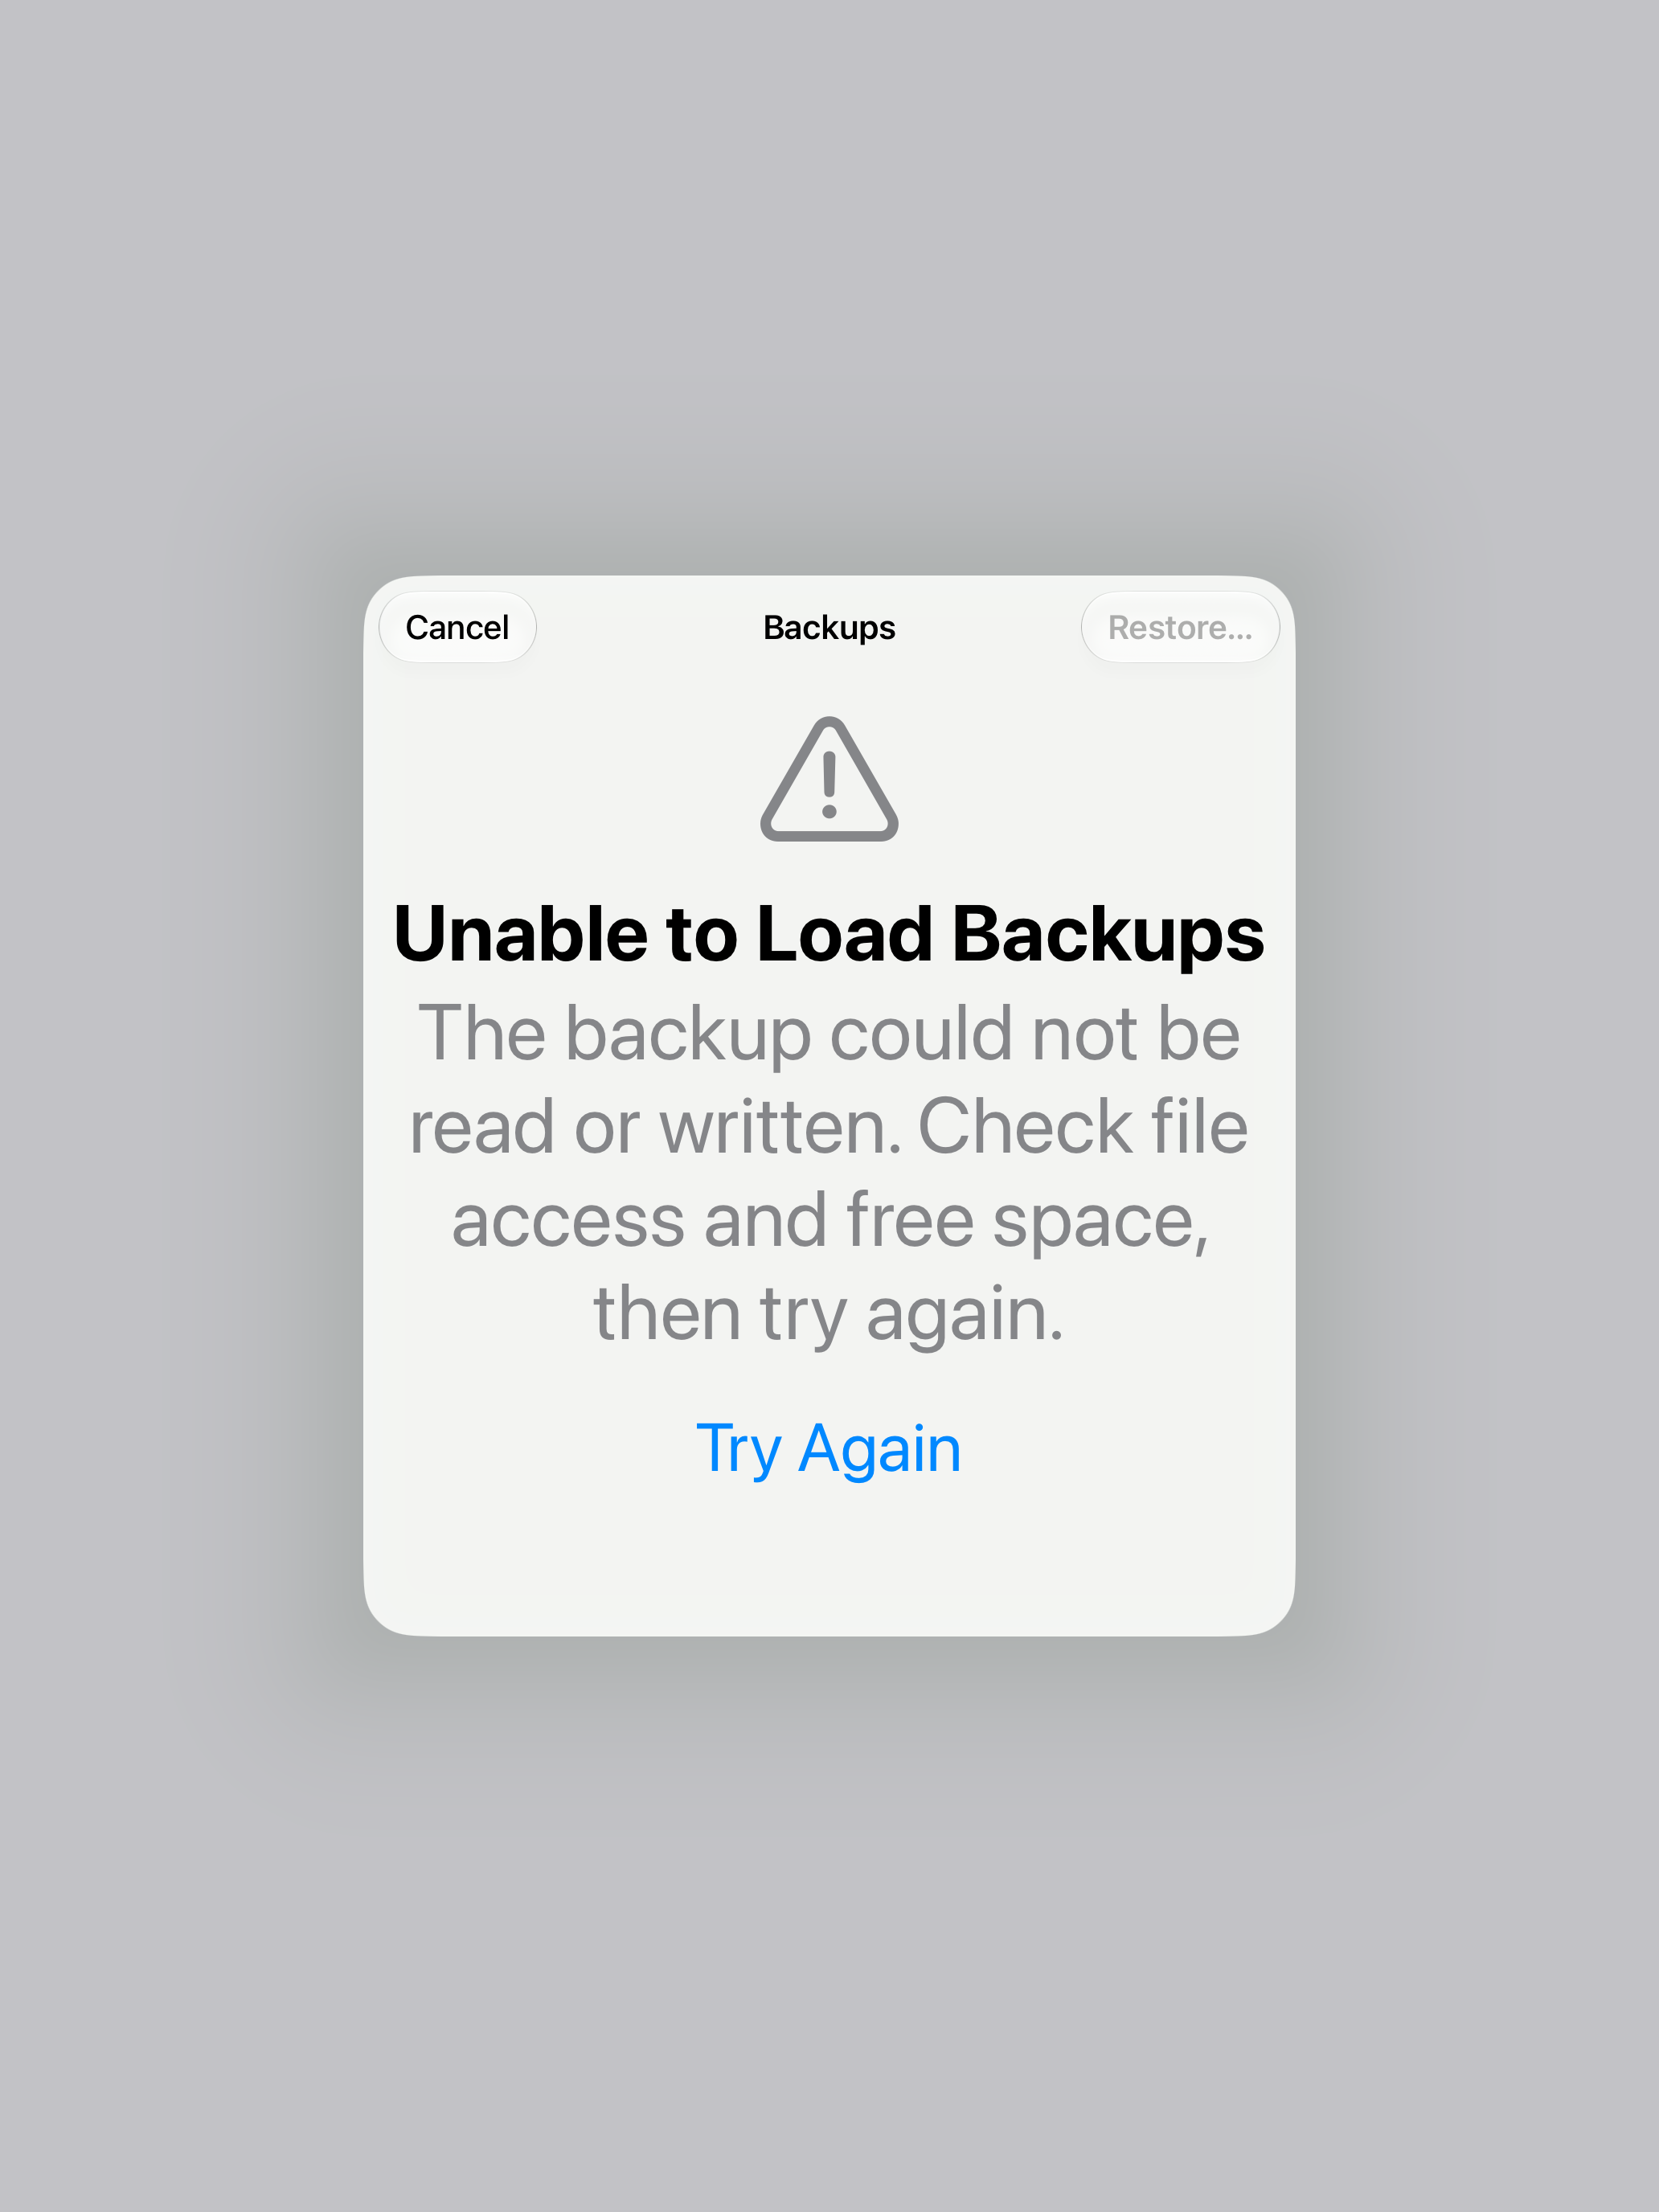 Cancel
Backups
Restore...
Unable to Load Backups
The backup could not be
read or written. Check file
access and free space,
then try again.
Try Again